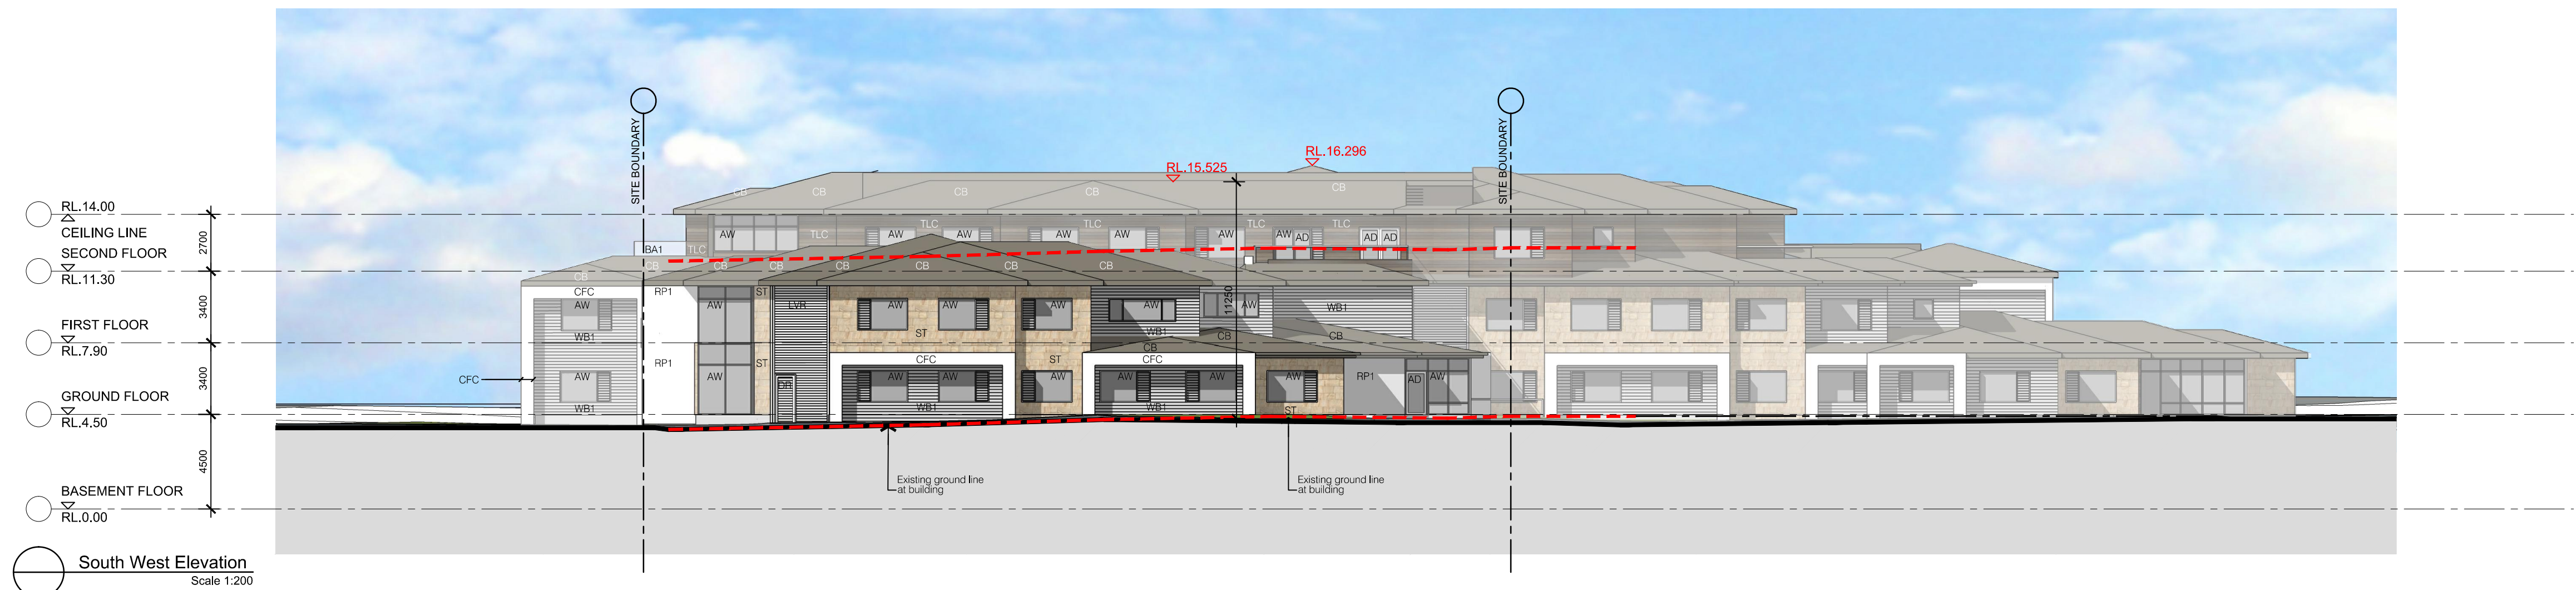 RL.16.296
RL.15.525
SITE BOUNDARY
SITE BOUNDARY
CB CB CB CB CB
RL.14.00
CEILING LINE
2700
SECOND FLOOR
RL.11.30
3400
FIRST FLOOR
RL.7.90
3400
GROUND FLOOR
RL.4.50
4500
BASEMENT FLOOR
RL.0.00
TLC TLC TLC TLC
AW TLC AW AW AW AW AW AW AD AD AD
BA1 TLC
CB CB CB CB CB CB CB CB
CB
CFC RP1 ST
AW AW LVR AW AW AW AW AW WB1
11250
WB1 ST WB1 CB CB
CB
RP1 ST CFC ST CFC
CFC AW AW AW AW AW AW AW AW RP1 AD AW
DR
WB1 WB1 WB1 ST
Existing ground line
at building
Existing ground line
at building
South West Elevation
Scale 1:200